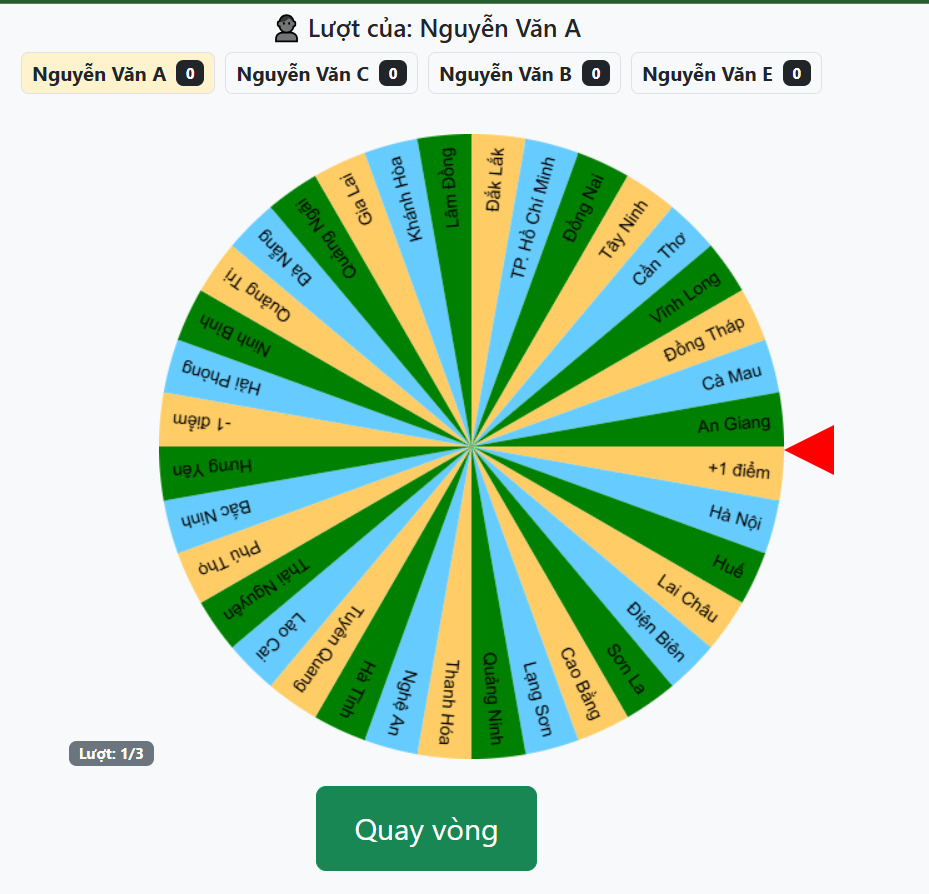 Lượt của: Nguyễn Văn A
Nguyễn Văn A 0
Nguyễn Văn C 0
Nguyễn Văn B 0
Nguyễn Văn E 0
Đắk Lắk
TP. Hồ Chí Minh
Đồng Nai
Tây Ninh
Cần Thơ
Vĩnh Long
Đồng Tháp
Cà Mau
An Giang
+1 điểm
Hà Nội
Huế
Lai Châu
Điện Biên
Sơn La
Cao Bằng
Lạng Sơn
Quảng Ninh
Thanh Hóa
Nghệ An
Hà Tĩnh
Tuyên Quang
Lào Cai
Thái Nguyên
Phú Thọ
Bắc Ninh
Hưng Yên
-1 điểm
Hải Phòng
Ninh Bình
Quảng Trị
Đà Nẵng
Quảng Ngãi
Gia Lai
Khánh Hòa
Lâm Đồng
Lượt: 1/3
Quay vòng